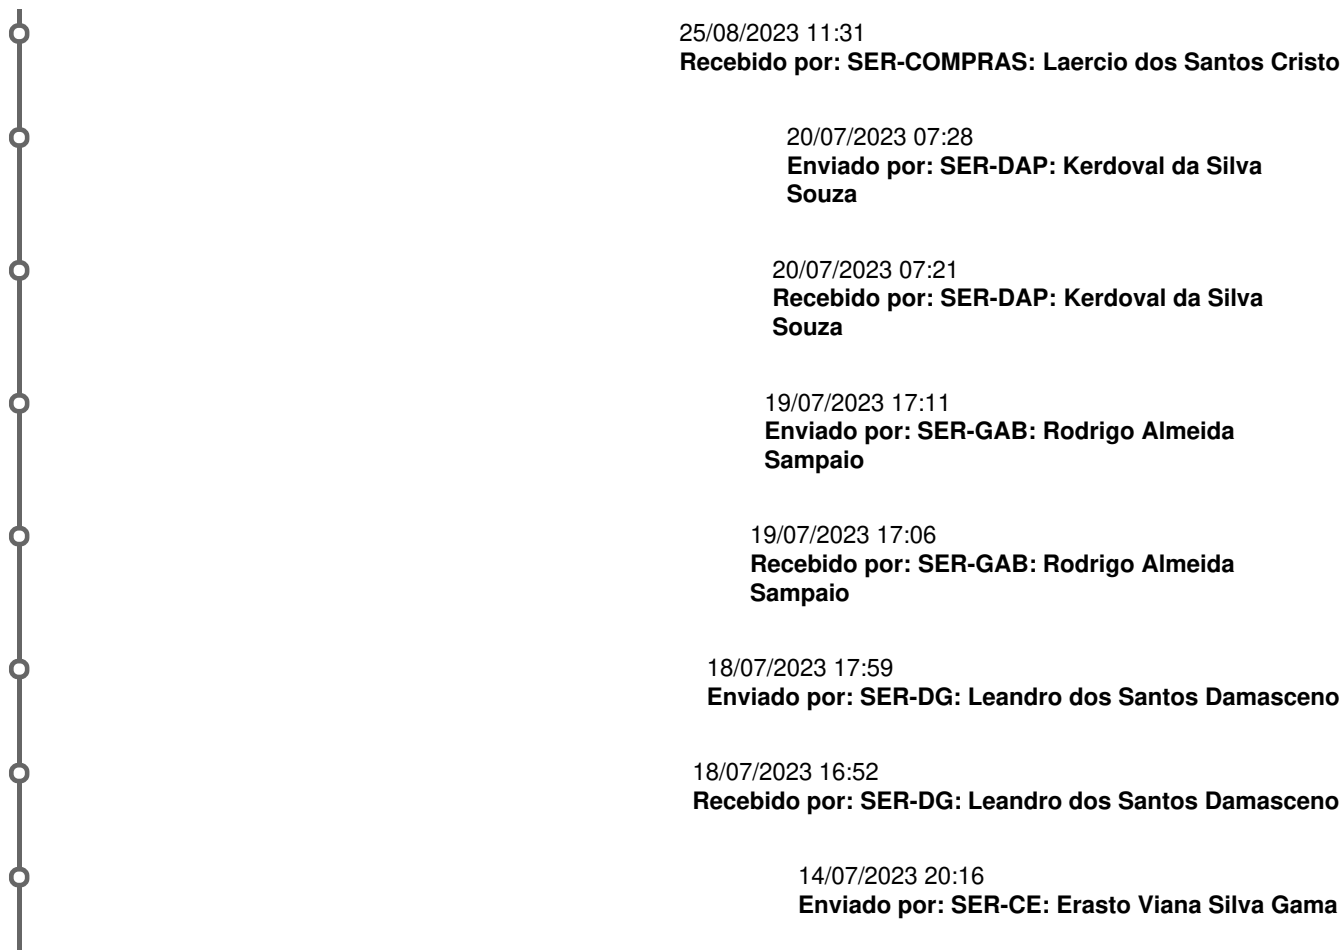 25/08/2023 11:31
Recebido por: SER-COMPRAS: Laercio dos Santos Cristo
20/07/2023 07:28
Enviado por: SER-DAP: Kerdoval da Silva
Souza
20/07/2023 07:21
Recebido por: SER-DAP: Kerdoval da Silva
Souza
19/07/2023 17:11
Enviado por: SER-GAB: Rodrigo Almeida
Sampaio
19/07/2023 17:06
Recebido por: SER-GAB: Rodrigo Almeida
Sampaio
18/07/2023 17:59
Enviado por: SER-DG: Leandro dos Santos Damasceno
18/07/2023 16:52
Recebido por: SER-DG: Leandro dos Santos Damasceno
14/07/2023 20:16
Enviado por: SER-CE: Erasto Viana Silva Gama